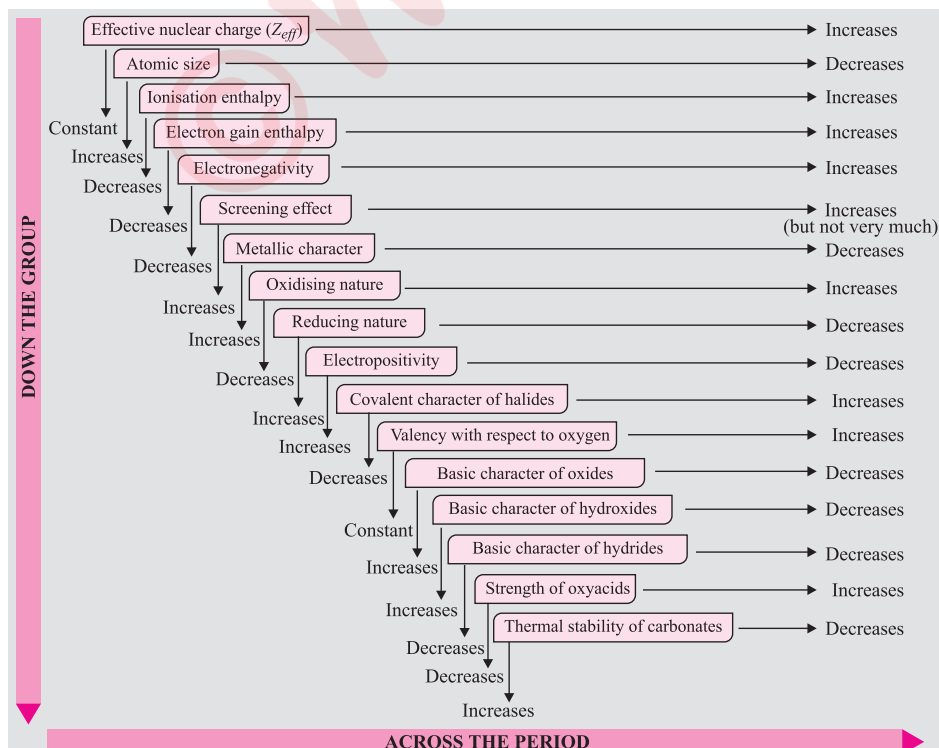 Effective nuclear charge (Zeff) Increases
Atomic size Decreases
Ionisation enthalpy Increases
Constant Electron gain enthalpy Increases
Increases
Electronegativity Increases
Decreases
Screening effect Increases
Decreases (but not very much)
Metallic character Decreases
Decreases
Oxidising nature Increases
Increases
Reducing nature Decreases
Increases
Electropositivity Decreases
Decreases
Covalent character of halides Increases
Increases
Valency with respect to oxygen Increases
Increases
Basic character of oxides Decreases
Decreases
Basic character of hydroxides Decreases
Constant
Basic character of hydrides Decreases
Increases
Strength of oxyacids Increases
Increases
Thermal stability of carbonates Decreases
Decreases
Decreases
Increases
DOWN THE GROUP
ACROSS THE PERIOD